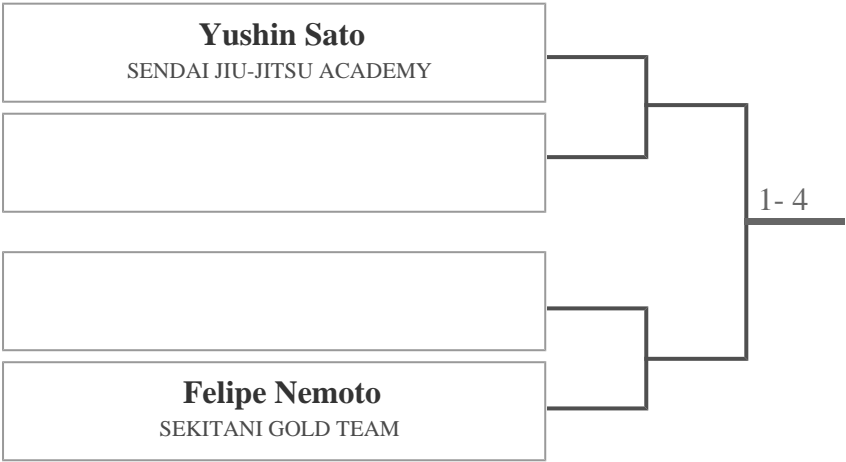 Yushin Sato
SENDAI JIU-JITSU ACADEMY
1- 4
Felipe Nemoto
SEKITANI GOLD TEAM